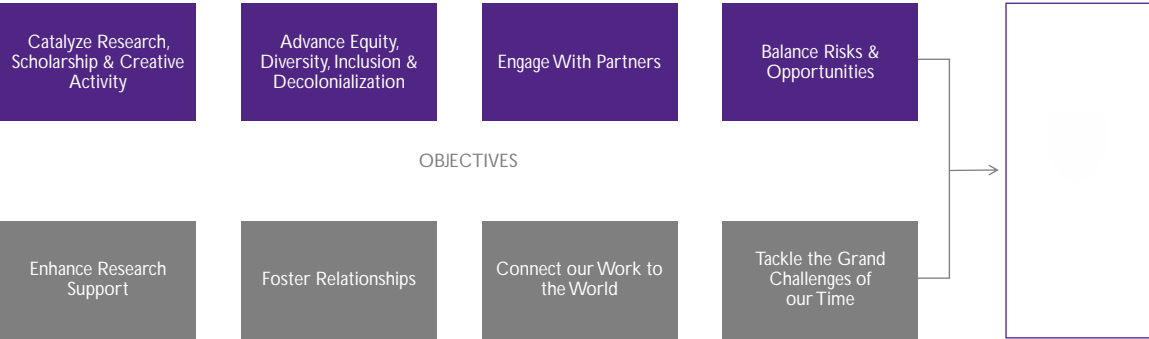 Catalyze Research,
Scholarship & Creative
Activity
Advance Equity,
Diversity, Inclusion &
Decolonialization
Engage With Partners
Balance Risks &
Opportunities
OBJECTIVES
Enhance Research
Support
Foster Relationships
Connect our Work to
the World
Tackle the Grand
Challenges of
our Time